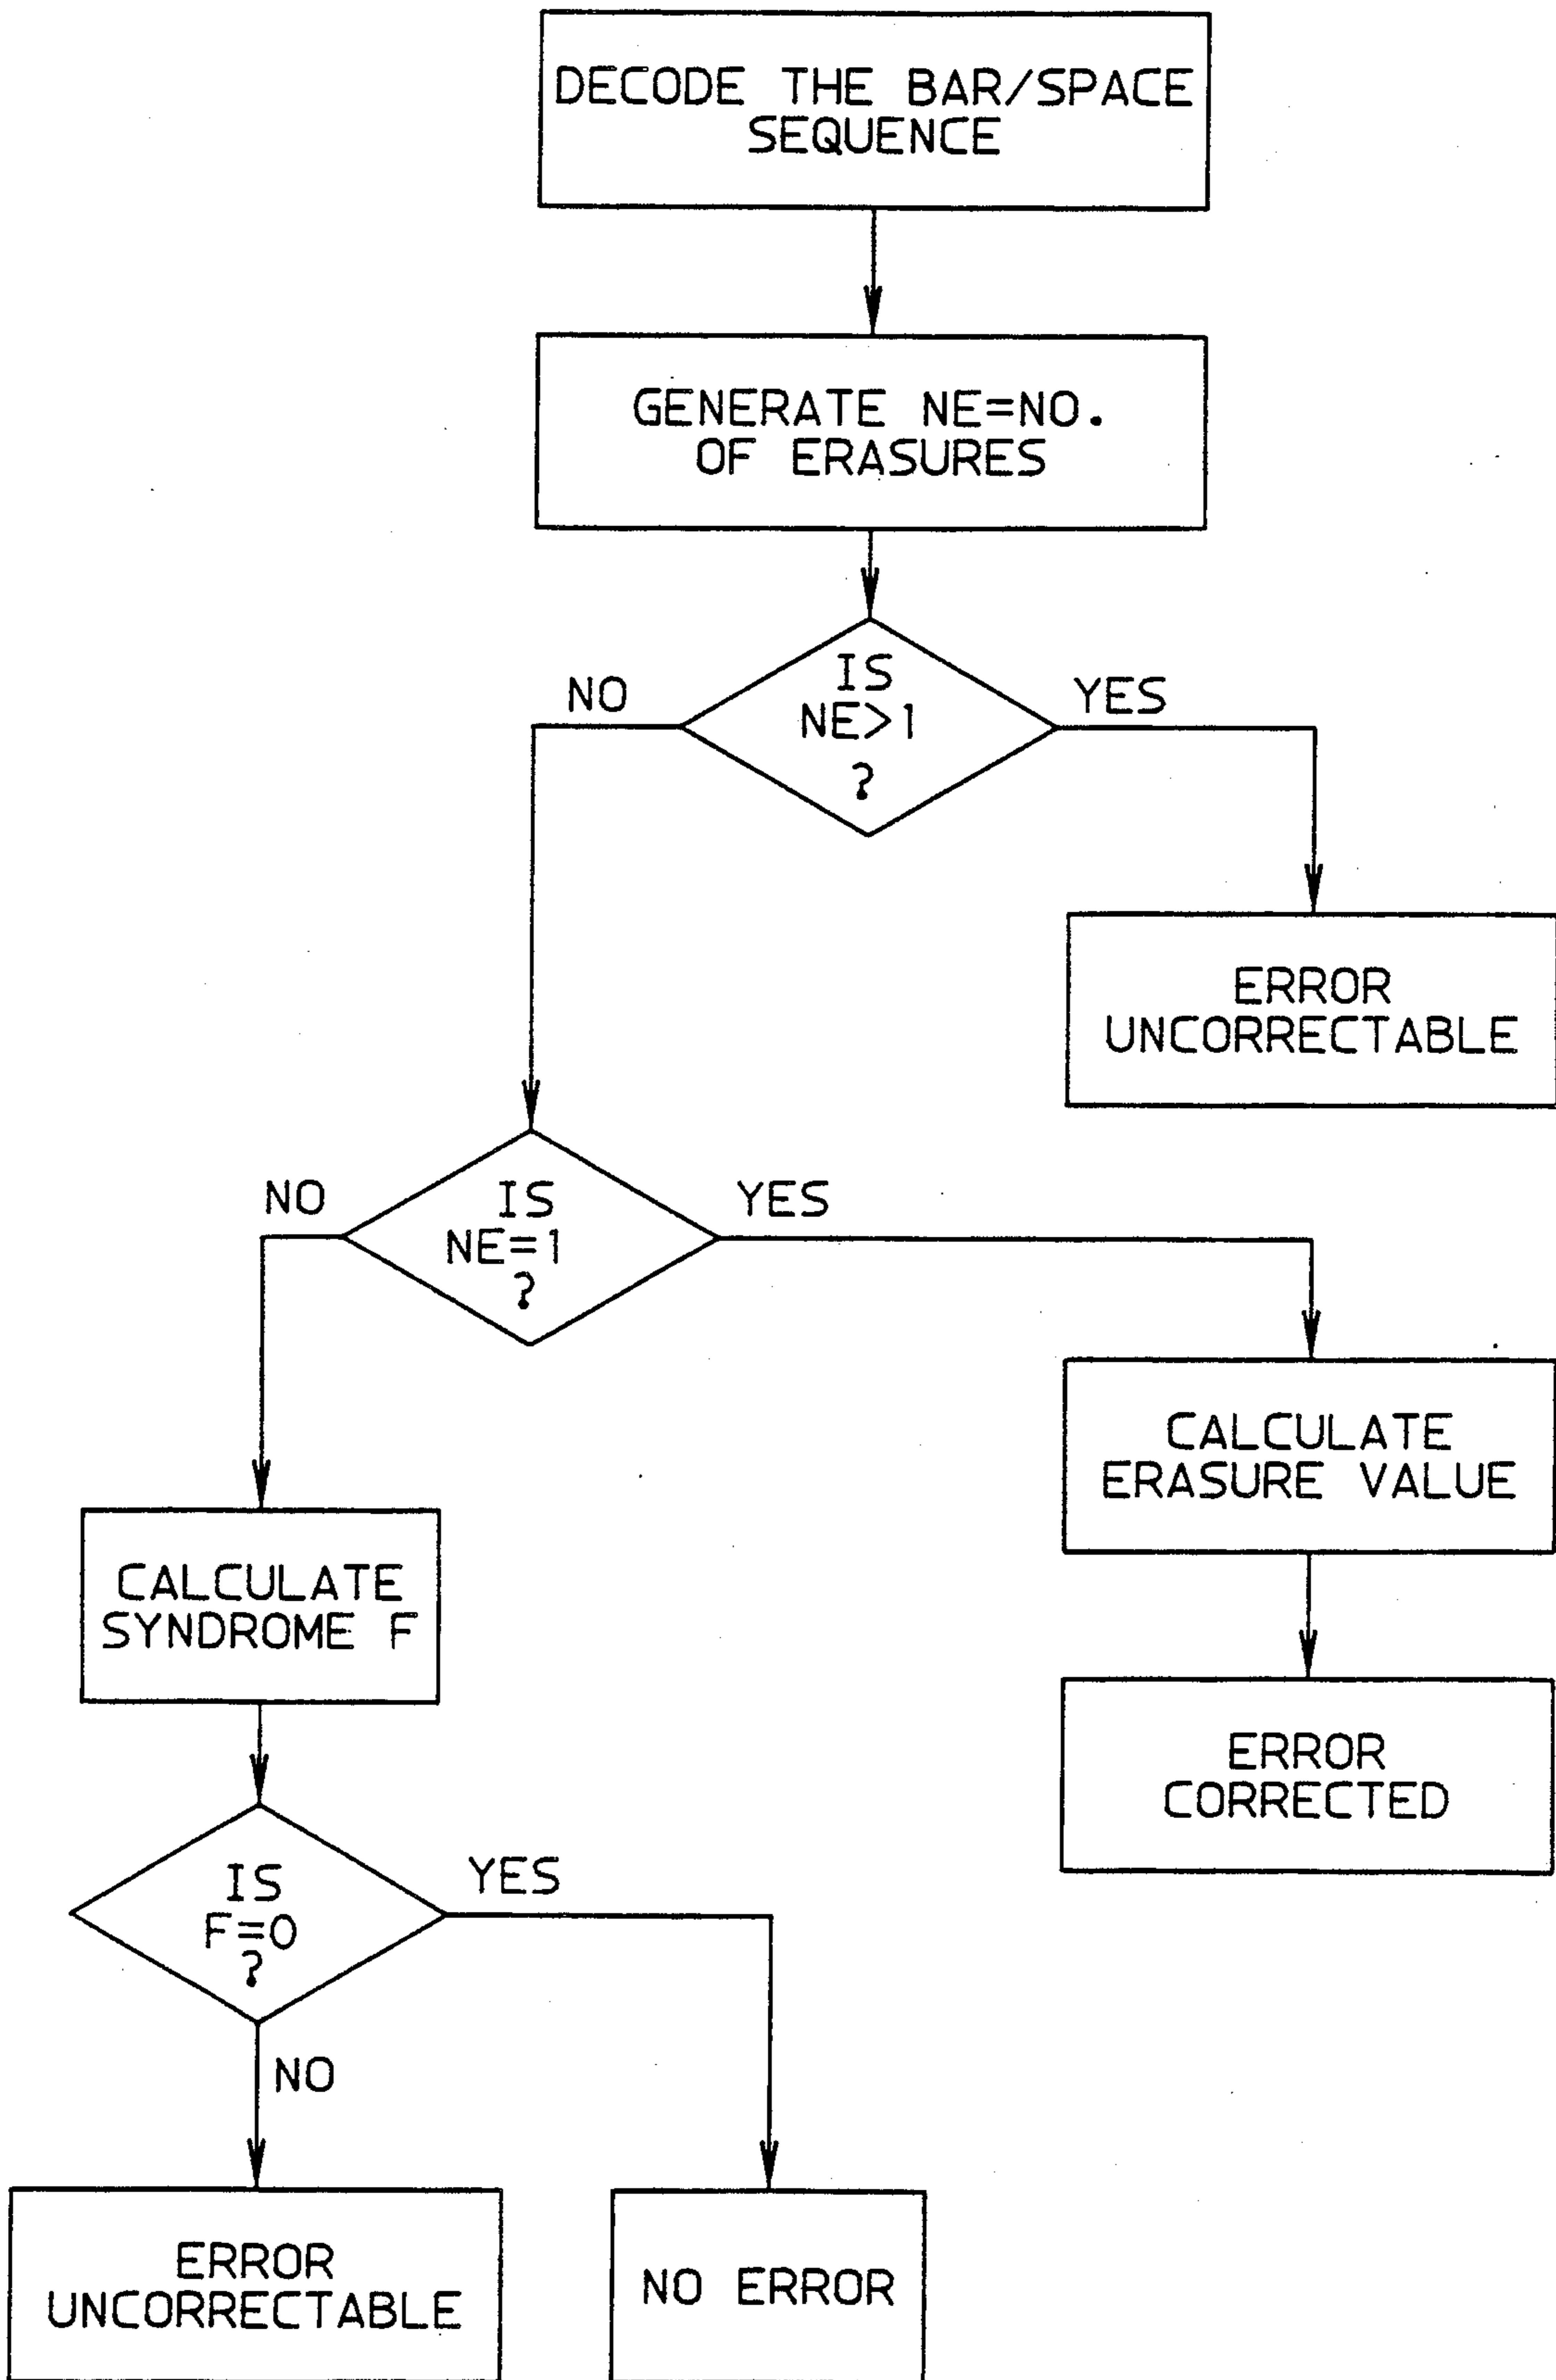 DECODE THE BAR/SPACE
SEQUENCE
GENERATE NE=NO.
OF ERASURES
IS
NE>1
?
NO
YES
ERROR
UNCORRECTABLE
IS
NE=1
?
NO
YES
CALCULATE
ERASURE VALUE
CALCULATE
SYNDROME F
ERROR
CORRECTED
IS
F=0
?
YES
NO
ERROR
UNCORRECTABLE
NO ERROR